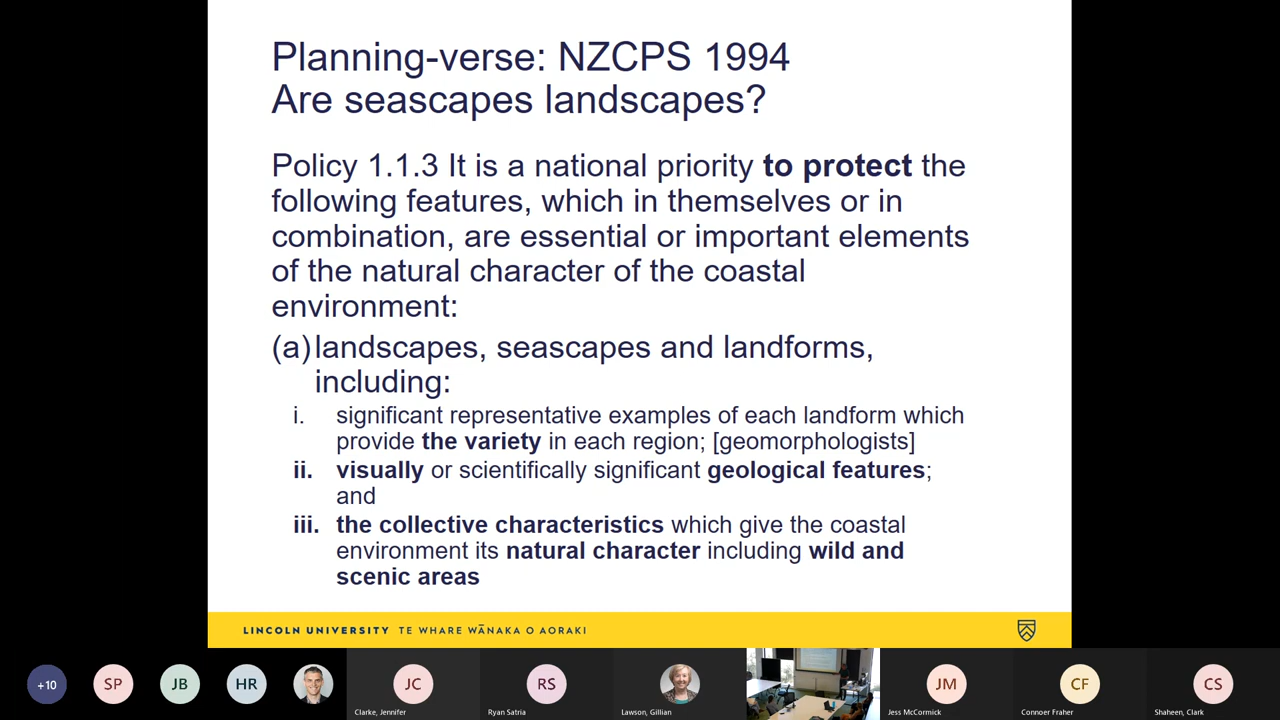 Planning-verse: NZCPS 1994
Are seascapes landscapes?
Policy 1.1.3 It is a national priority to protect the
following features, which in themselves or in
combination, are essential or important elements
of the natural character of the coastal
environment:
(a) landscapes, seascapes and landforms,
including:
i. significant representative examples of each landform which
provide the variety in each region; [geomorphologists]
ii. visually or scientifically significant geological features;
and
iii. the collective characteristics which give the coastal
environment its natural character including wild and
scenic areas
LINCOLN UNIVERSITY TE WHARE WĀNAKA O AORAKI
+10 SP JB HR JC RS JM CF CS
Clarke, Jennifer Ryan Satria Lawson, Gillian Jess McCormick Connoer Fraher Shaheen, Clark